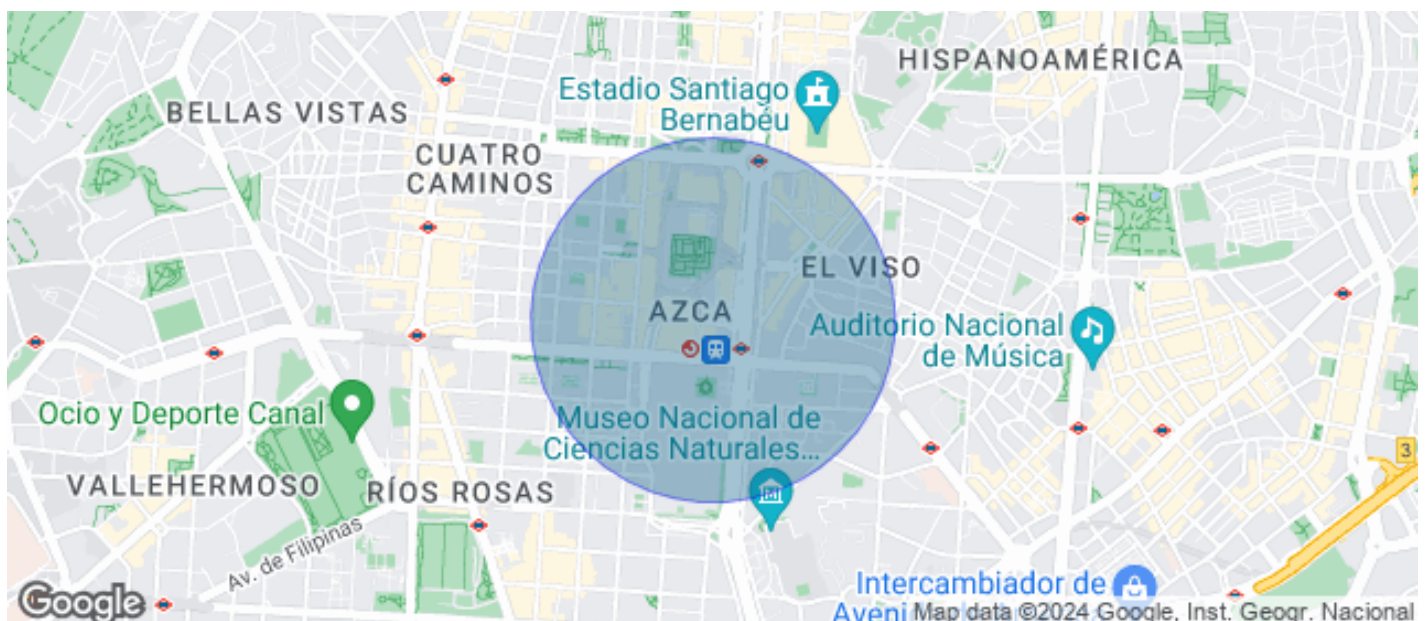 HISPANOAMÉRICA
Estadio Santiago
Bernabéu
BELLAS VISTAS
CUATRO
CAMINOS
EL VISO
AZCA
Auditorio Nacional
de Música
Ocio y Deporte Canal
Museo Nacional de
Ciencias Naturales...
3
VALLEHERMOSO
RÍOS ROSAS
Av. de Filipinas
Intercambiador de
Google
Map data ©2024 Google, Inst. Geogr. Nacional